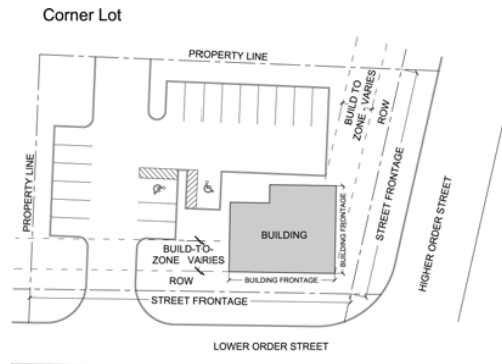 Corner Lot
PROPERTY LINE
BUILD TO
ZONE - VARIES
ROW
STREET FRONTAGE
HIGHER ORDER STREET
PROPERTY LINE
BUILDING
BUILDING FRONTAGE
BUILD-TO-
ZONE VARIES
BUILDING FRONTAGE
ROW
STREET FRONTAGE
LOWER ORDER STREET